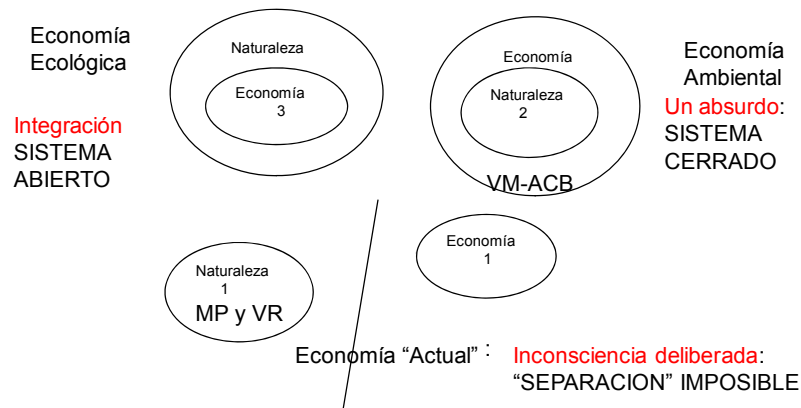 Economía
Ecológica
Integración
SISTEMA
ABIERTO
Naturaleza
Economía
3
Economía
Naturaleza
2
VM-ACB
Economía
Ambiental
Un absurdo:
SISTEMA
CERRADO
Naturaleza
1
MP y VR
Economía
1
Economía “Actual” :
Inconsciencia deliberada:
“SEPARACION” IMPOSIBLE